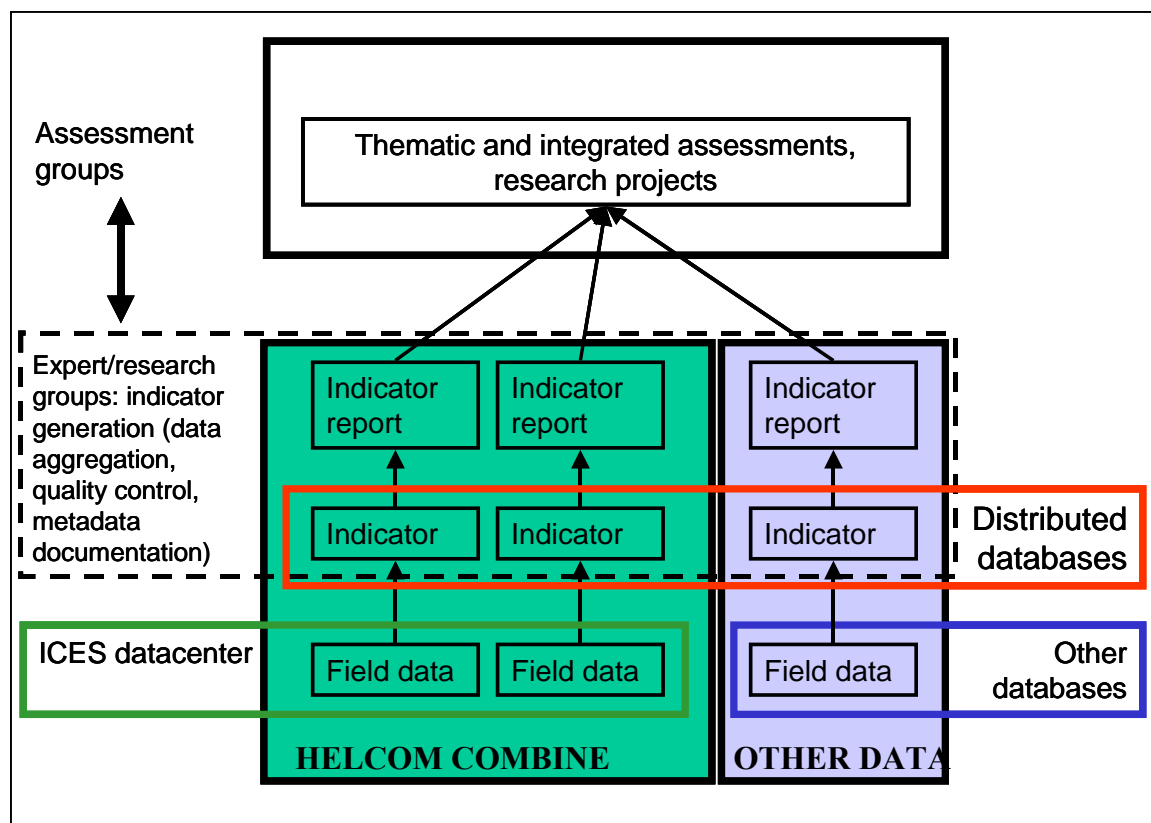 Assessment
groups
Thematic and integrated assessments,
research projects
Expert/research
groups: indicator
generation (data
aggregation,
quality control,
metadata
documentation)
Indicator
report
Indicator
report
Indicator
report
Indicator
Indicator
Indicator
Distributed
databases
ICES datacenter
Field data
Field data
Field data
Other
databases
HELCOM COMBINE
OTHER DATA